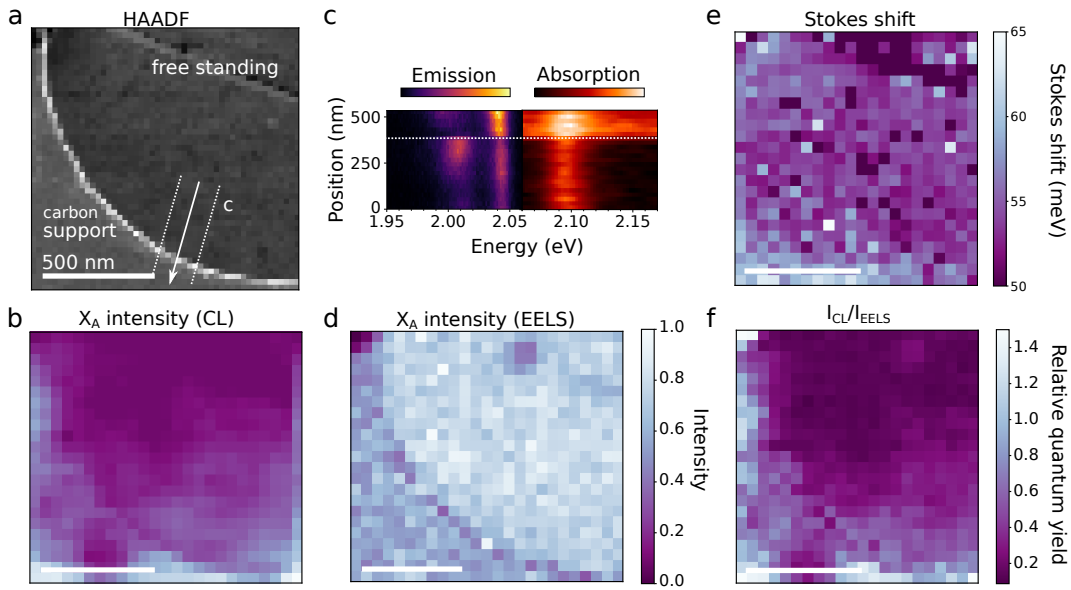 a
HAADF
free standing
c
carbon
support
500 nm
b
X_A intensity (CL)
c
Emission
Absorption
Position (nm)
500
250
0
1.95
2.00
2.05
2.10
2.15
Energy (eV)
d
X_A intensity (EELS)
1.0
0.8
0.6
0.4
0.2
0.0
Intensity
e
Stokes shift
65
60
55
50
Stokes shift (meV)
f
I_CL/I_EELS
1.4
1.2
1.0
0.8
0.6
0.4
0.2
Relative quantum yield